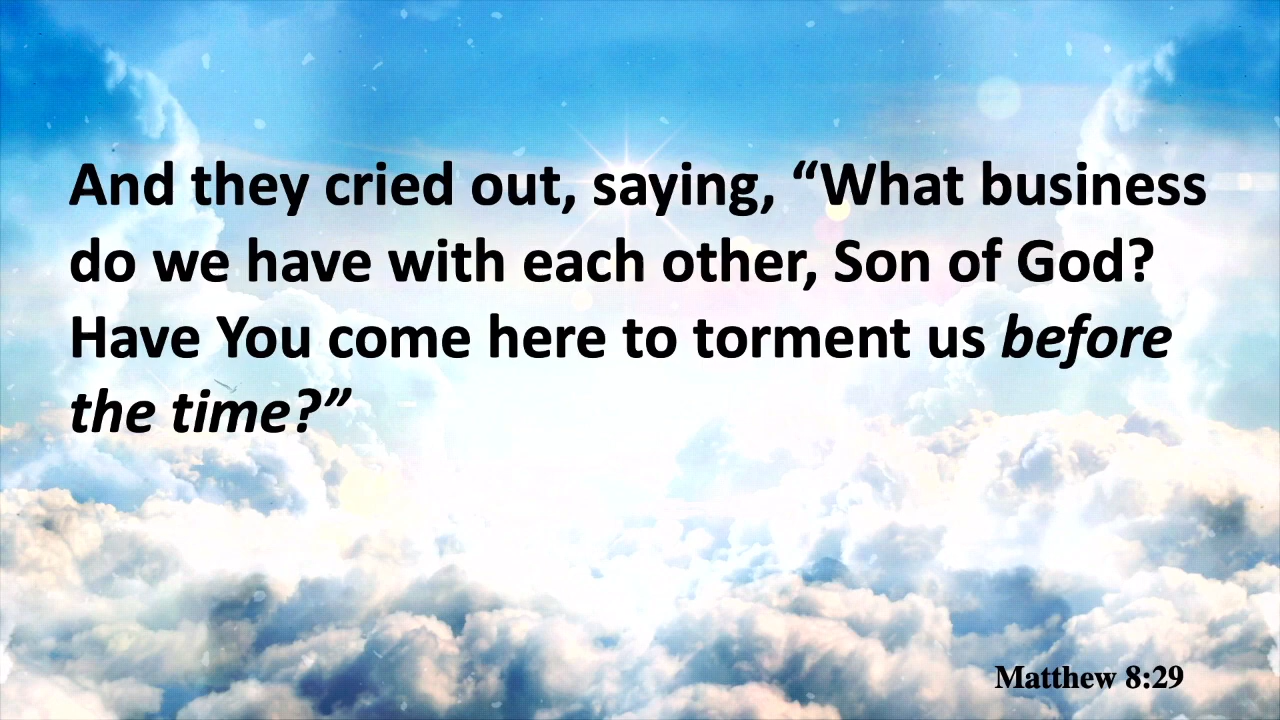 And they cried out, saying, “What business
do we have with each other, Son of God?
Have You come here to torment us before
the time?”
Matthew 8:29